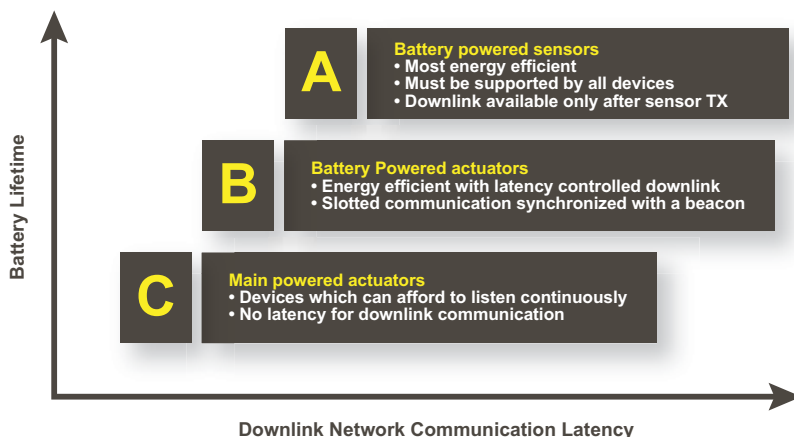 A
Battery powered sensors
• Most energy efficient
• Must be supported by all devices
• Downlink available only after sensor TX
B
Battery Powered actuators
• Energy efficient with latency controlled downlink
• Slotted communication synchronized with a beacon
C
Main powered actuators
• Devices which can afford to listen continuously
• No latency for downlink communication
Battery Lifetime
Downlink Network Communication Latency